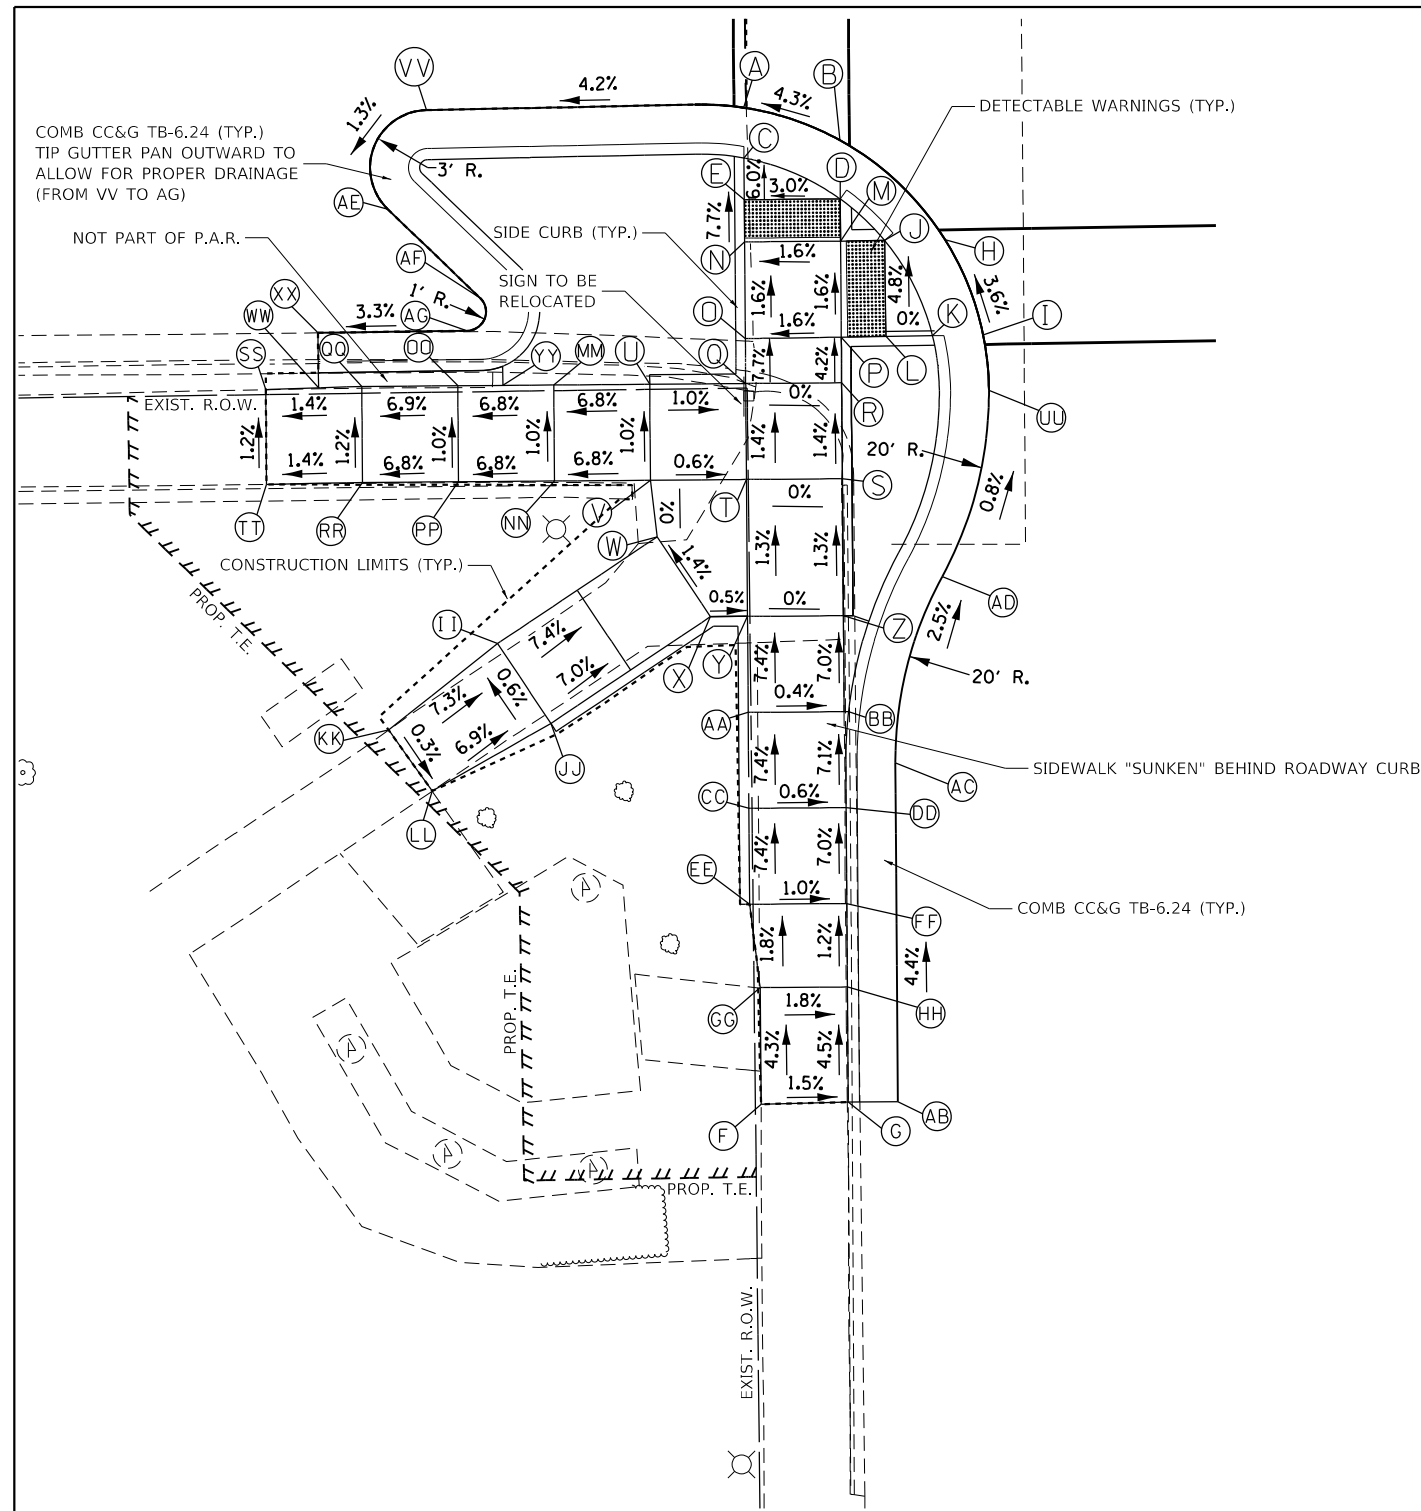 VV
4.2%
A
B
4.3%
DETECTABLE WARNINGS (TYP.)
1.3%
COMB CC&G TB-6.24 (TYP.)
TIP GUTTER PAN OUTWARD TO
ALLOW FOR PROPER DRAINAGE
(FROM VV TO AG)
3' R.
C
D
E
6.0%
3.0%
M
AE
7.7%
J
NOT PART OF P.A.R.
SIDE CURB (TYP.)
N
1.6%
H
AF
SIGN TO BE
RELOCATED
1.6%
1.6%
4.8%
3.6%
XX
1' R.
WW
3.3%
AG
O
1.6%
0%
K
I
SS
QQ
OO
YY
MM
U
Q
7.7%
4.2%
P
L
EXIST. R.O.W.
1.4%
6.9%
6.8%
6.8%
1.0%
0%
R
UU
1.2%
1.2%
1.0%
1.0%
1.0%
1.4%
1.4%
20' R.
1.4%
6.8%
6.8%
6.8%
0.6%
S
0.8%
TT
RR
PP
NN
V
T
0%
0%
W
1.3%
1.3%
CONSTRUCTION LIMITS (TYP.)
1.4%
PROP. T.E.
0.5%
0%
AD
II
7.4%
Z
2.5%
7.0%
X
Y
7.4%
7.0%
20' R.
7.3%
0.6%
0.4%
KK
0.3%
6.9%
AA
BB
JJ
7.4%
7.1%
SIDEWALK "SUNKEN" BEHIND ROADWAY CURB
AC
CC
0.6%
DD
LL
7.4%
7.0%
EE
1.0%
A
FF
COMB CC&G TB-6.24 (TYP.)
1.8%
1.2%
4.4%
PROP. T.E.
GG
1.8%
HH
A
4.3%
4.5%
1.5%
F
G
AB
A
A
PROP. T.E.
EXIST. R.O.W.